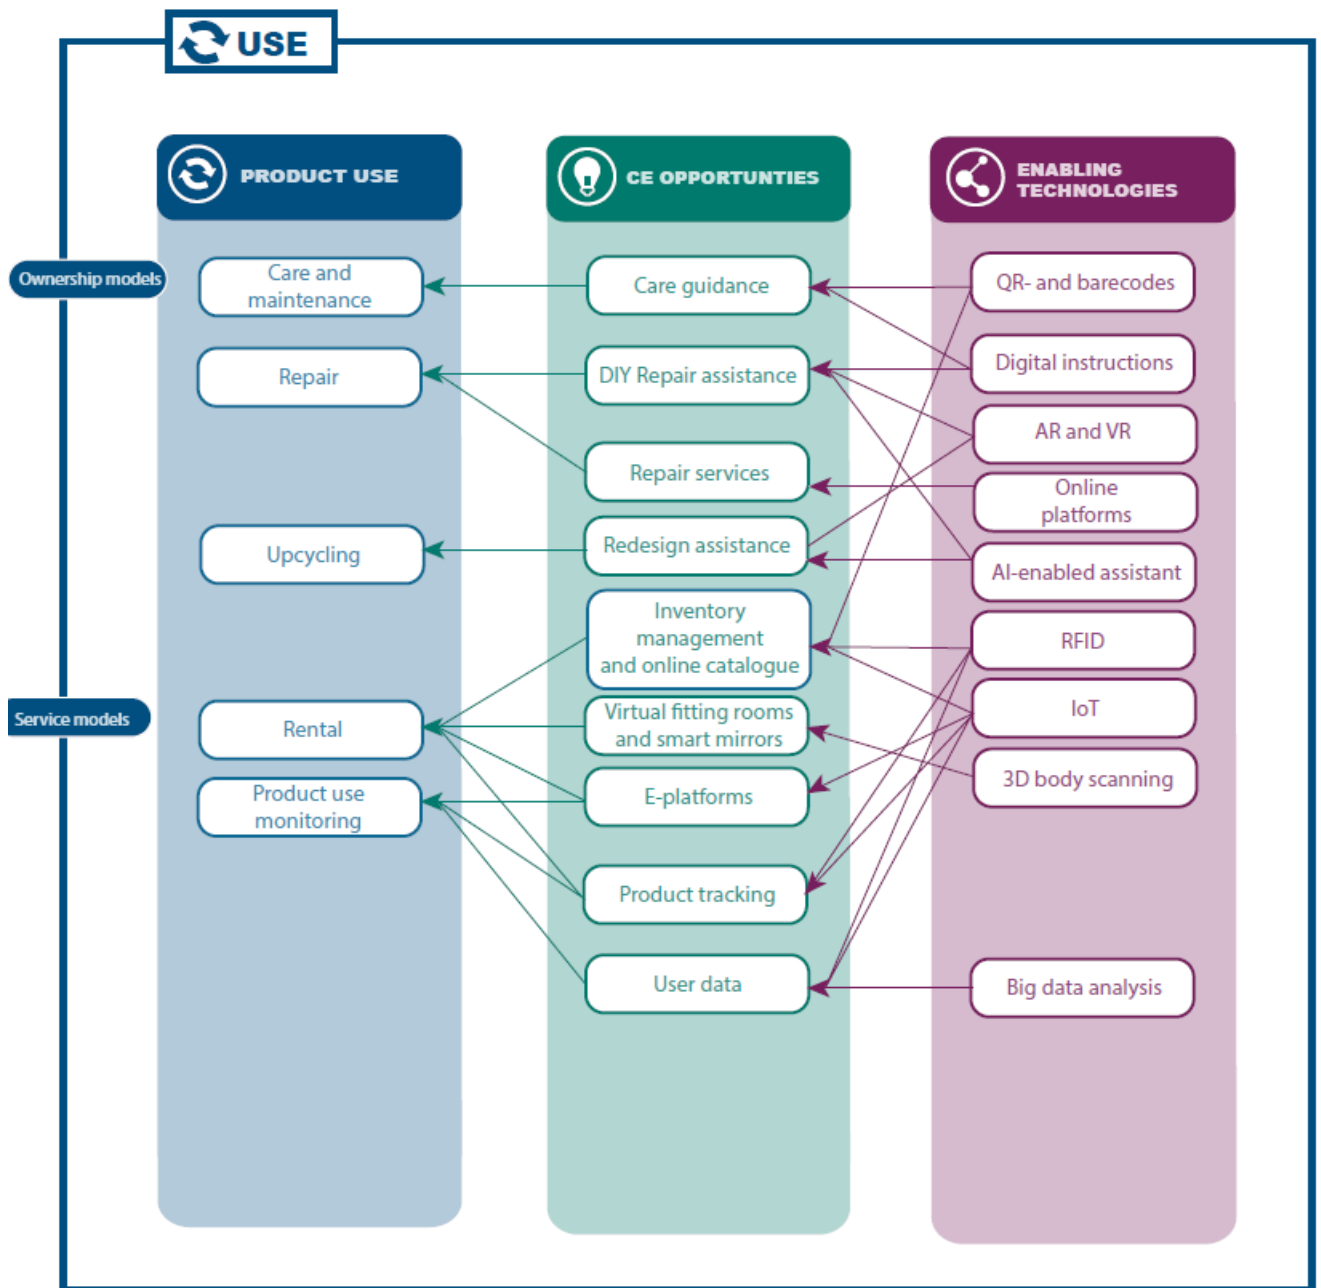 USE
PRODUCT USE
CE OPPORTUNTIES
ENABLING
TECHNOLOGIES
Ownership models
Care and
maintenance
Care guidance
QR- and barecodes
Repair
DIY Repair assistance
Digital instructions
AR and VR
Repair services
Online
platforms
Upcycling
Redesign assistance
AI-enabled assistant
Inventory
management
and online catalogue
RFID
Service models
Rental
Virtual fitting rooms
and smart mirrors
IoT
Product use
monitoring
E-platforms
3D body scanning
Product tracking
User data
Big data analysis